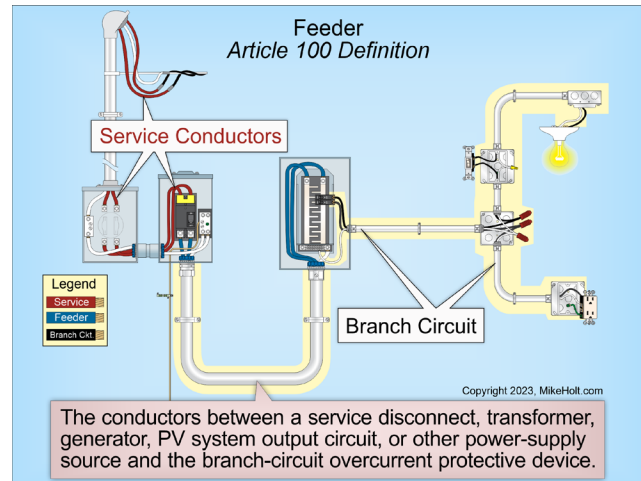 Feeder
Article 100 Definition
Service Conductors
Legend
Service
Feeder
Branch Ckt
Branch Circuit
Copyright 2023, MikeHolt.com
The conductors between a service disconnect, transformer,
generator, PV system output circuit, or other power-supply
source and the branch-circuit overcurrent protective device.